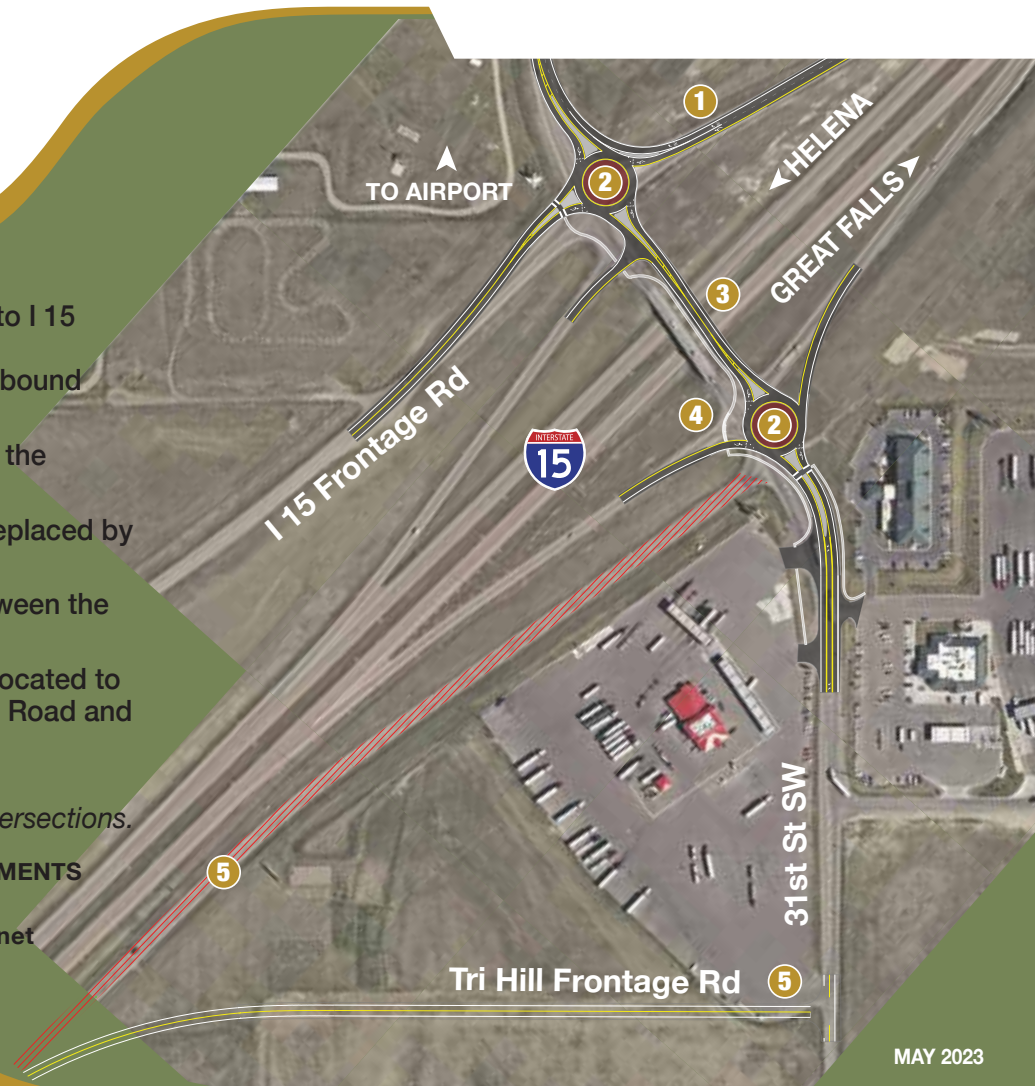 to I 15
bound
the
eplaced by
ween the
ocated to
Road and
ersections.
MENTS
net
1
HELENA
2
TO AIRPORT
GREAT FALLS
3
I 15 Frontage Rd
4
2
INTERSTATE
15
31st St SW
5
Tri Hill Frontage Rd
5
MAY 2023